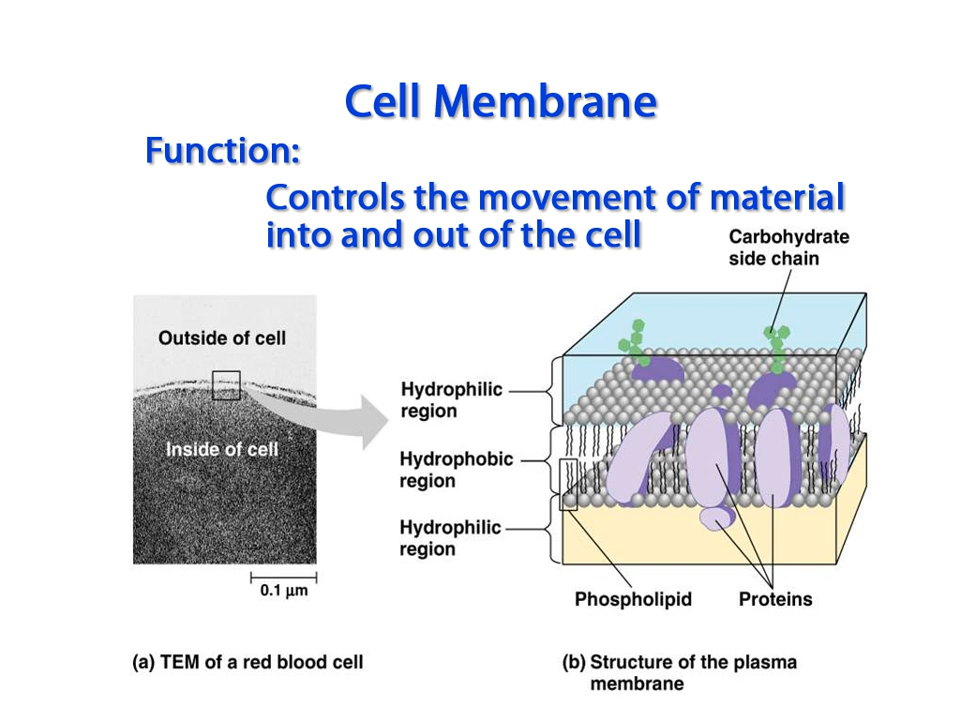 Cell Membrane
Function:
Controls the movement of material
into and out of the cell
Carbohydrate
side chain
Outside of cell
Inside of cell
Hydrophilic
region
Hydrophobic
region
Hydrophilic
region
0.1 µm
Phospholipid
Proteins
(a) TEM of a red blood cell
(b) Structure of the plasma
membrane